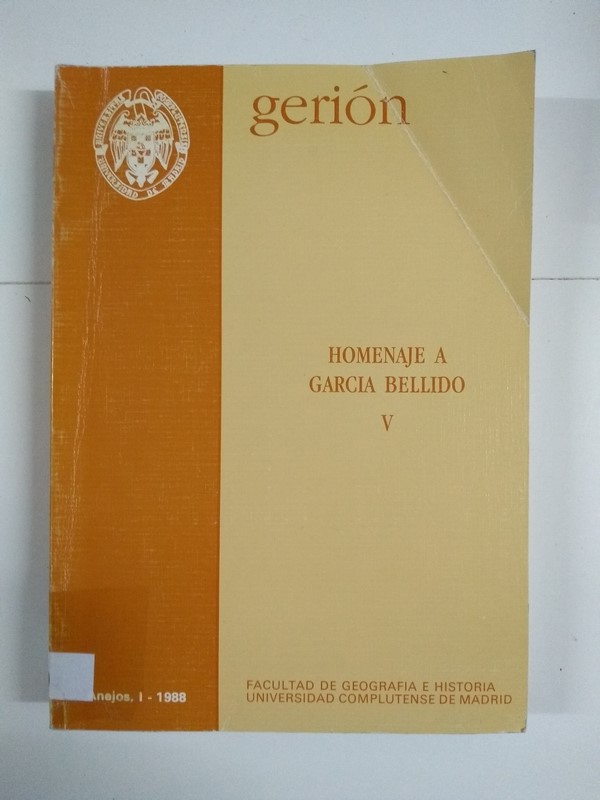 gerión
HOMENAJE A
GARCIA BELLIDO
V
Anejos, I - 1988
FACULTAD DE GEOGRAFIA E HISTORIA
UNIVERSIDAD COMPLUTENSE DE MADRID